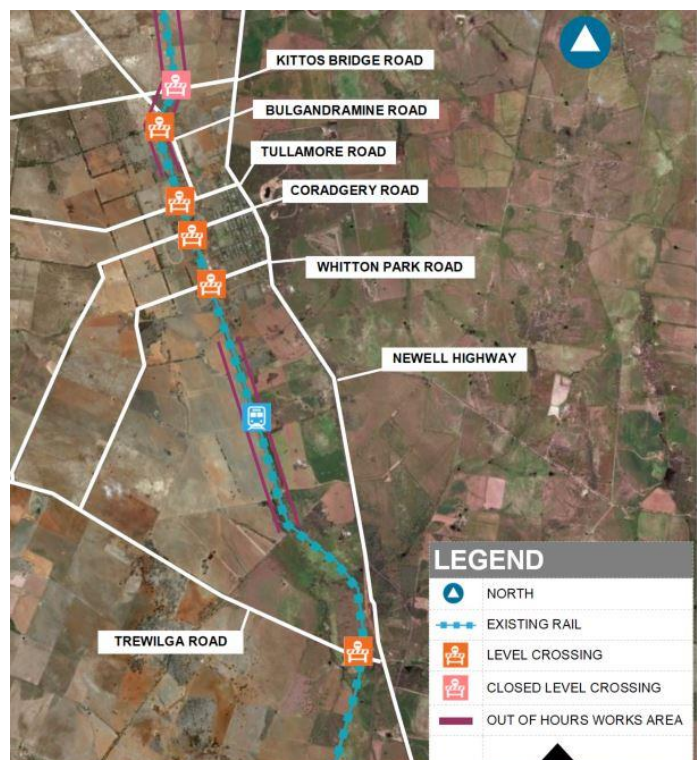 KITTOS BRIDGE ROAD
BULGANDRAMINE ROAD
TULLAMORE ROAD
CORADGERY ROAD
WHITTON PARK ROAD
NEWELL HIGHWAY
TREWILGA ROAD
LEGEND
NORTH
EXISTING RAIL
LEVEL CROSSING
CLOSED LEVEL CROSSING
OUT OF HOURS WORKS AREA